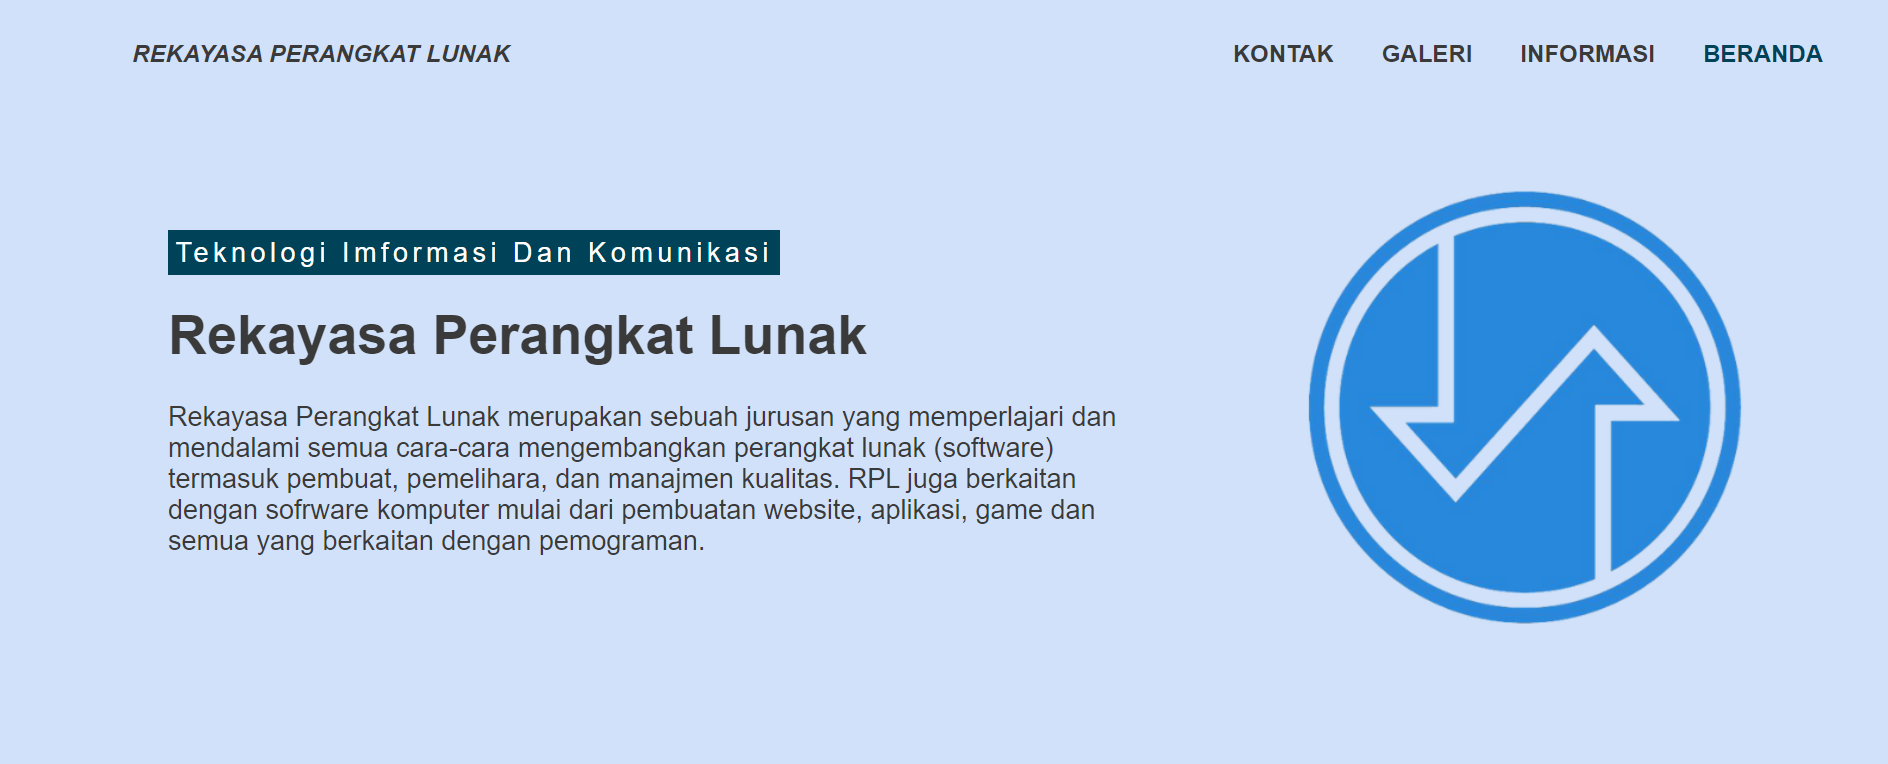 REKAYASA PERANGKAT LUNAK
KONTAK GALERI INFORMASI BERANDA
Teknologi Imformasi Dan Komunikasi
Rekayasa Perangkat Lunak
Rekayasa Perangkat Lunak merupakan sebuah jurusan yang memperlajari dan
mendalami semua cara-cara mengembangkan perangkat lunak (software)
termasuk pembuat, pemelihara, dan manajmen kualitas. RPL juga berkaitan
dengan sofrware komputer mulai dari pembuatan website, aplikasi, game dan
semua yang berkaitan dengan pemograman.